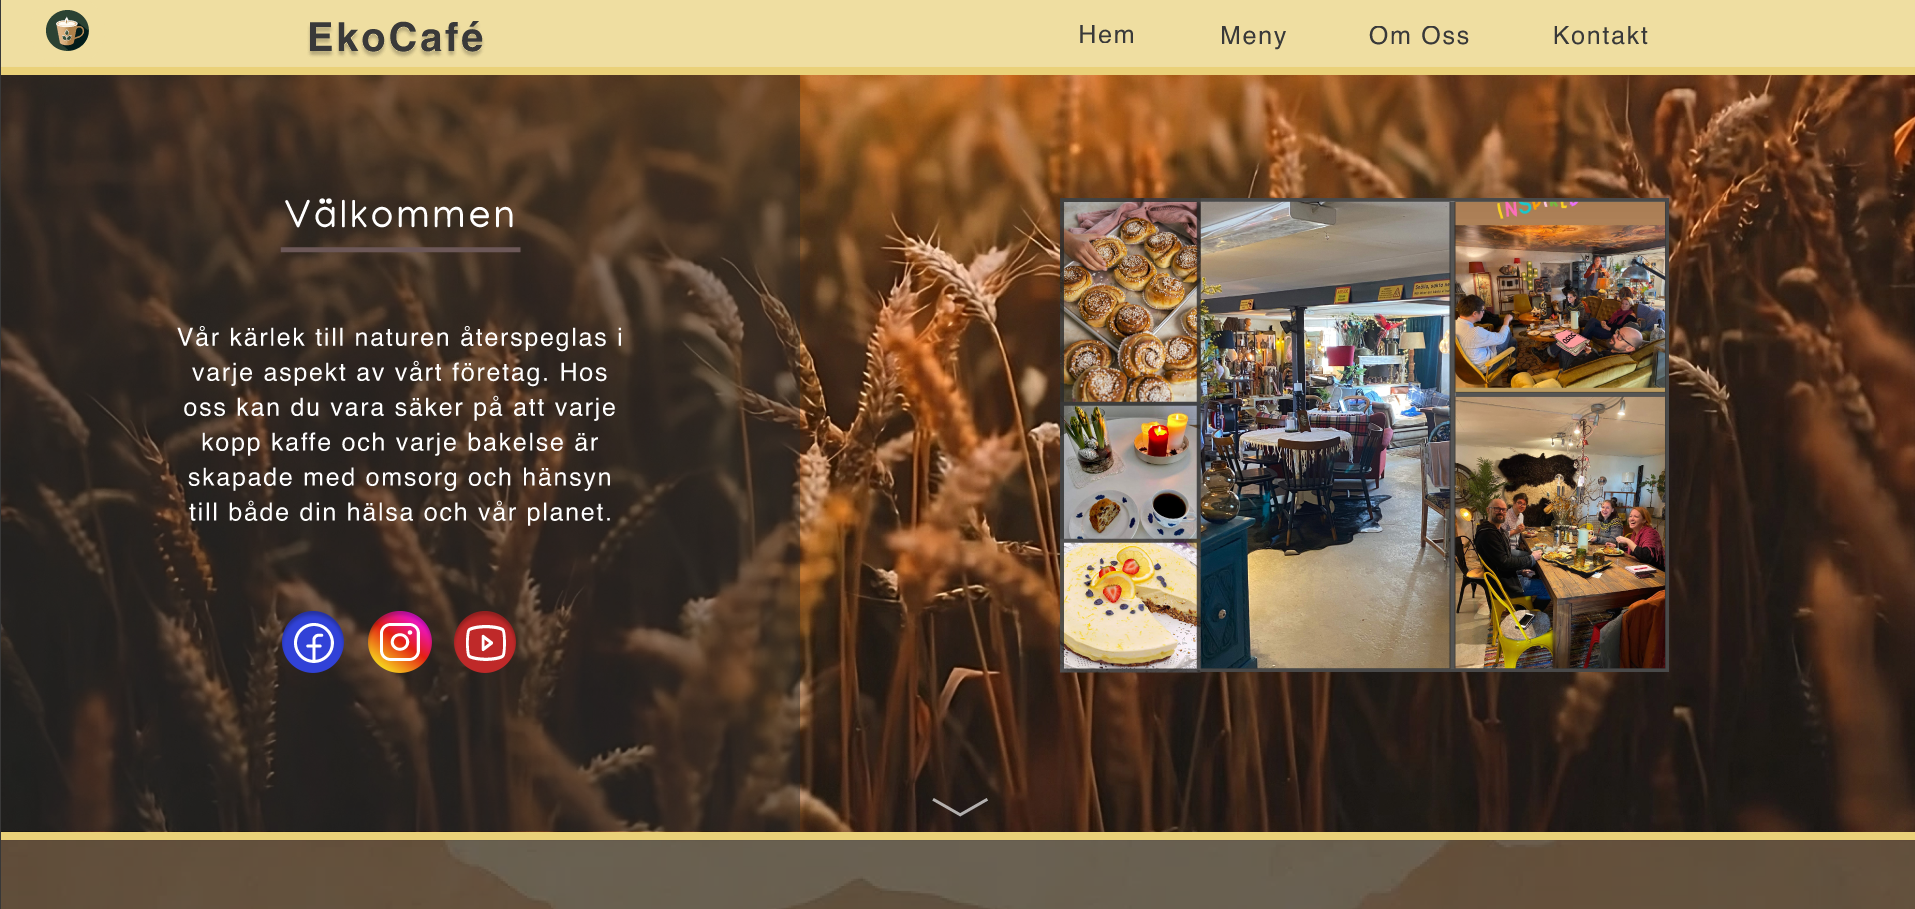 EkoCafé
Hem
Meny
Om Oss
Kontakt
Välkommen
Vår kärlek till naturen återspeglas i
varje aspekt av vårt företag. Hos
oss kan du vara säker på att varje
kopp kaffe och varje bakelse är
skapade med omsorg och hänsyn
till både din hälsa och vår planet.